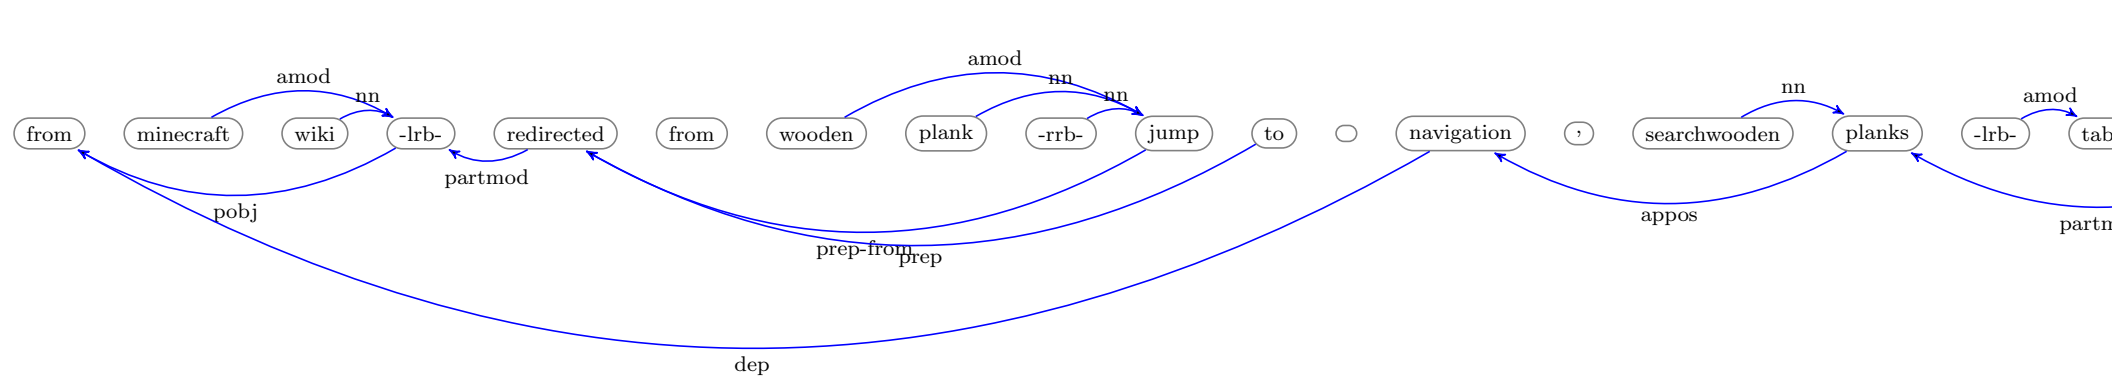 amod
amod
nn
nn
nn
nn
amod
from minecraft wiki -lrb- redirected from wooden plank -rrb- jump to navigation , searchwooden planks -lrb-
partmod
pobj
appos
prep-from
prep
dep